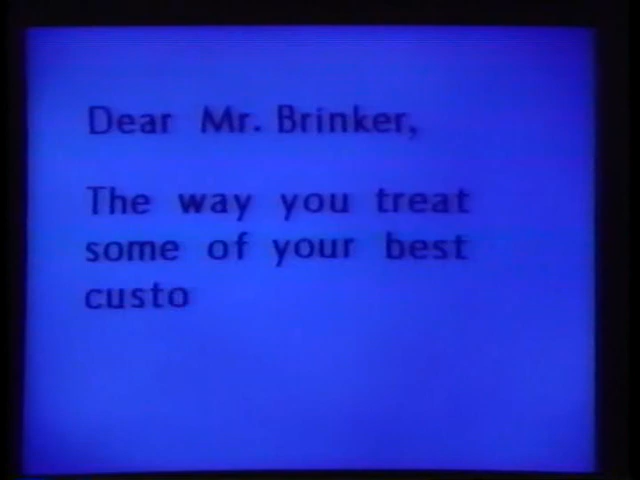 Dear Mr. Brinker,
The way you treat
some of your best
custo